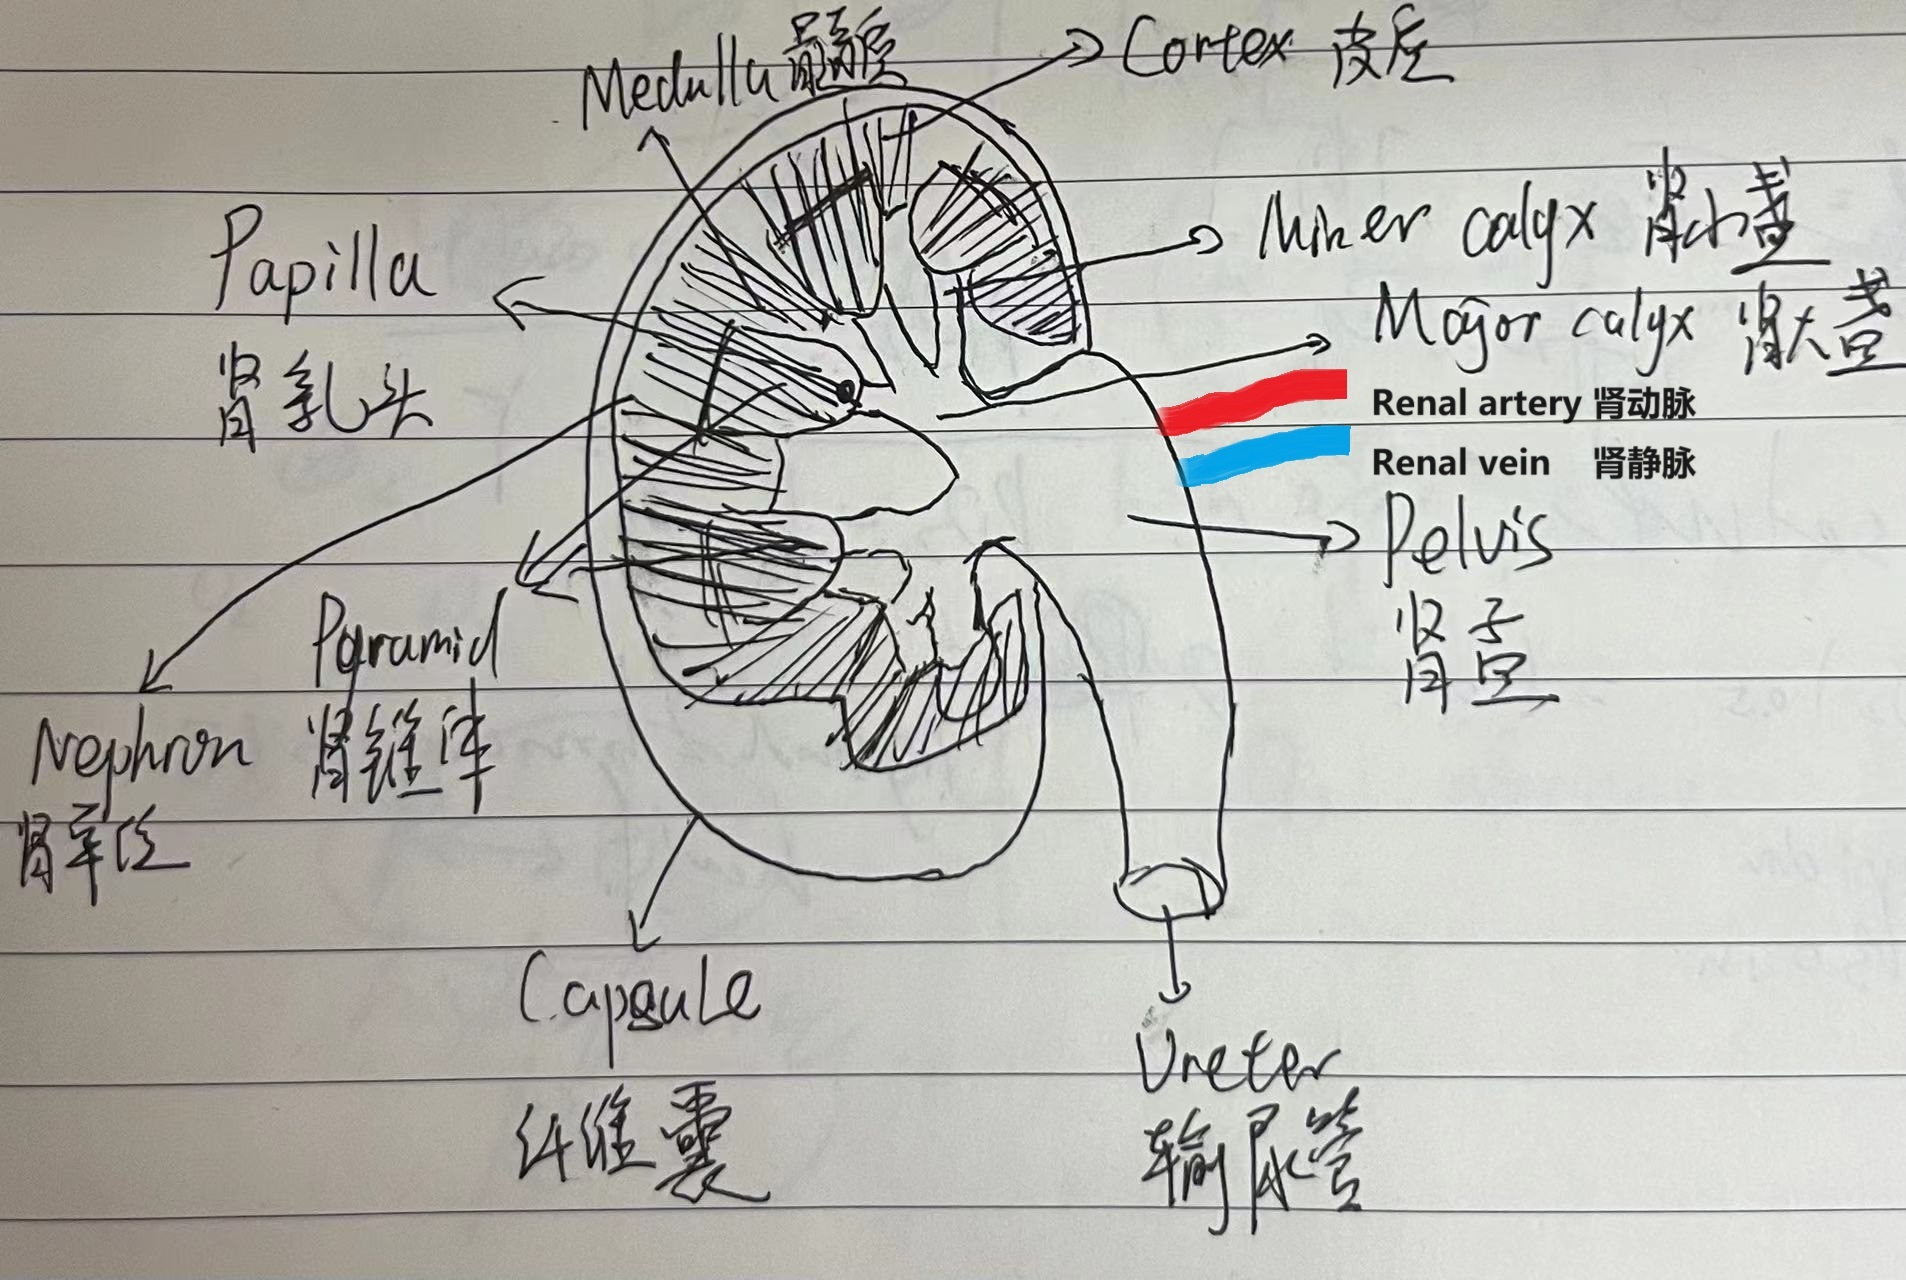 Medulla 髓质
Cortex 皮质
Miner calyx 肾小盏
Papilla
肾乳头
Major calyx 肾大盏
Renal artery 肾动脉
Renal vein 肾静脉
Pelvis
肾盂
Paramid
肾锥体
Nephron
肾单位
Capsule
纤维囊
Ureter
输尿管